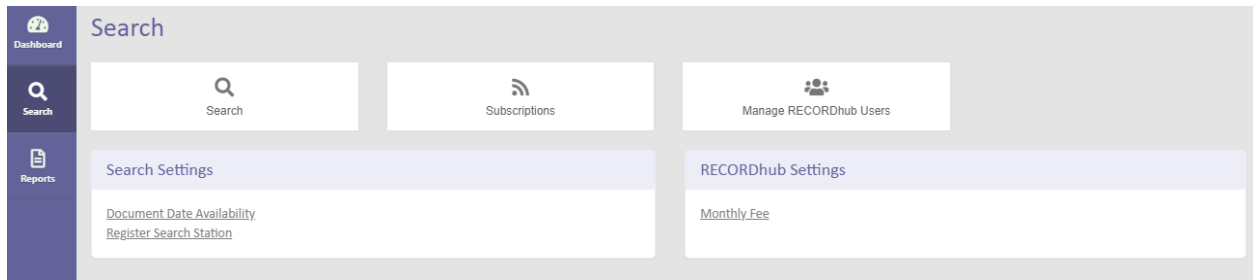 Dashboard
Search
Reports
Search
Search
Subscriptions
Manage RECORDhub Users
Search Settings
Document Date Availability
Register Search Station
RECORDhub Settings
Monthly Fee